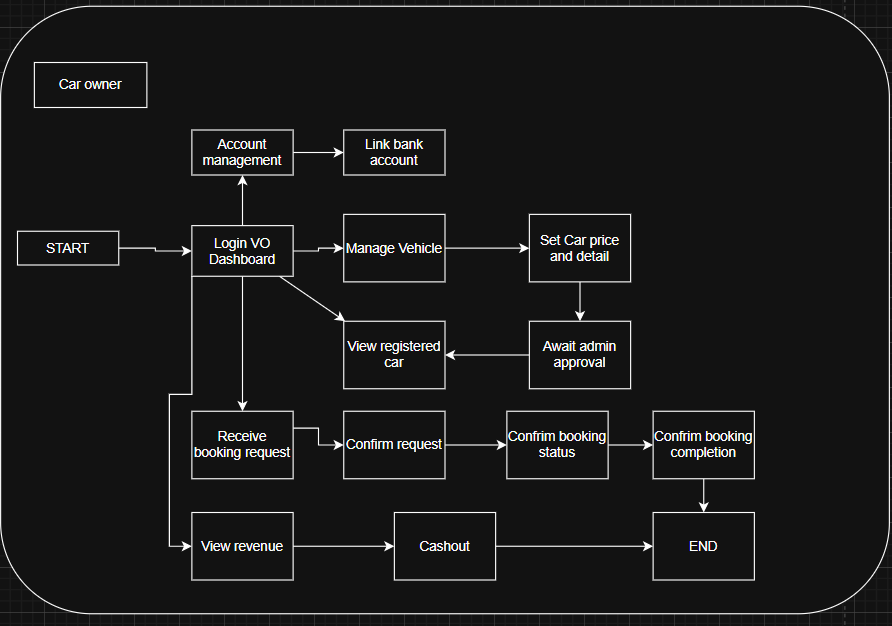 Car owner
Account
management
Link bank
account
START
Login VO
Dashboard
Manage Vehicle
Set Car price
and detail
View registered
car
Await admin
approval
Receive
booking request
Confirm request
Confrim booking
status
Confrim booking
completion
View revenue
Cashout
END